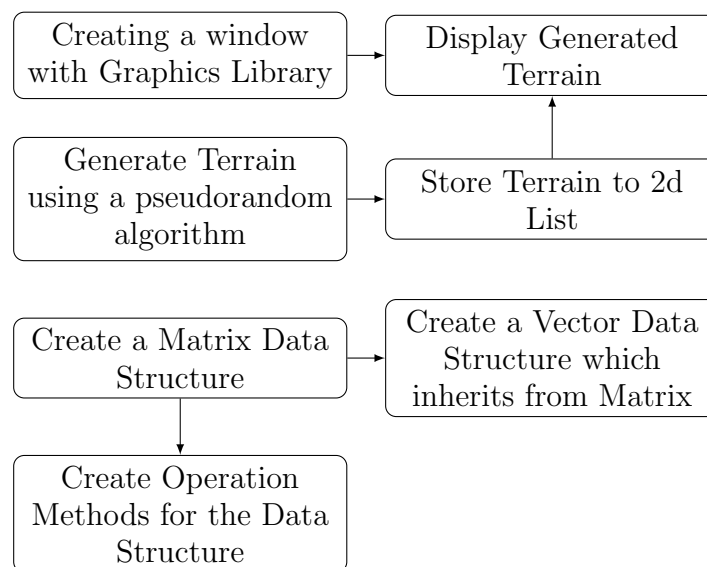 Creating a window
with Graphics Library
Display Generated
Terrain
Generate Terrain
using a pseudorandom
algorithm
Store Terrain to 2d
List
Create a Matrix Data
Structure
Create a Vector Data
Structure which
inherits from Matrix
Create Operation
Methods for the Data
Structure